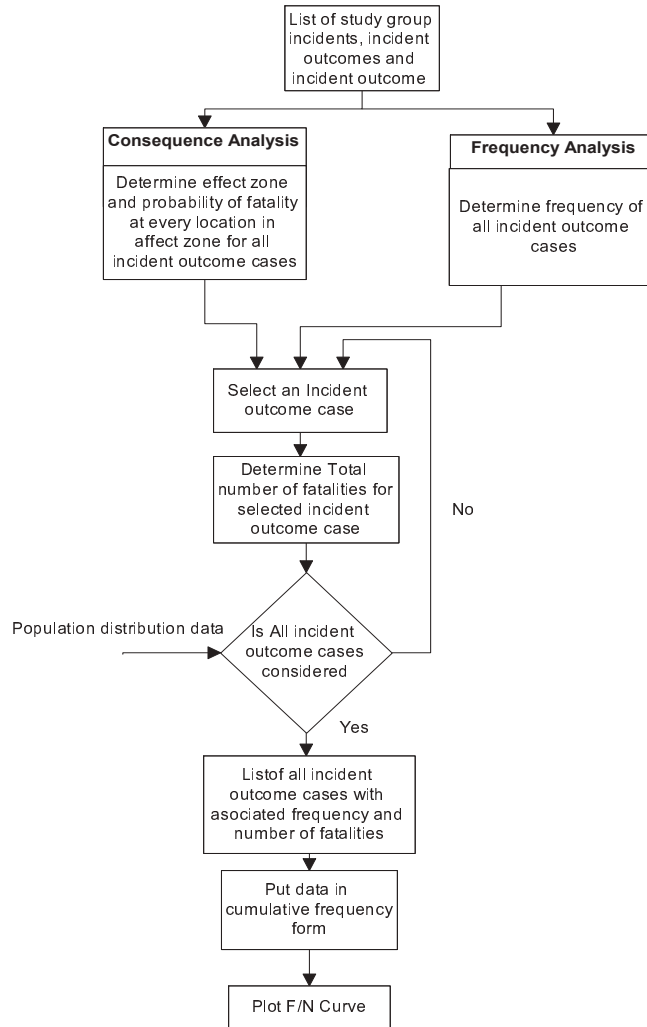 List of study group
incidents, incident
outcomes and
incident outcome
Consequence Analysis
Determine effect zone
and probability of fatality
at every location in
affect zone for all
incident outcome cases
Frequency Analysis
Determine frequency of
all incident outcome
cases
Select an Incident
outcome case
Determine Total
number of fatalities for
selected incident
outcome case
No
Population distribution data
Is All incident
outcome cases
considered
Yes
Listof all incident
outcome cases with
asociated frequency and
number of fatalities
Put data in
cumulative frequency
form
Plot F/N Curve